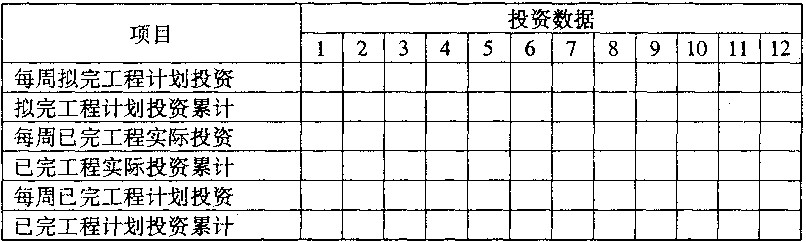 项目 投资数据
1 2 3 4 5 6 7 8 9 10 11 12
每周拟完工程计划投资
拟完工程计划投资累计
每周已完工程实际投资
已完工程实际投资累计
每周已完工程计划投资
已完工程计划投资累计